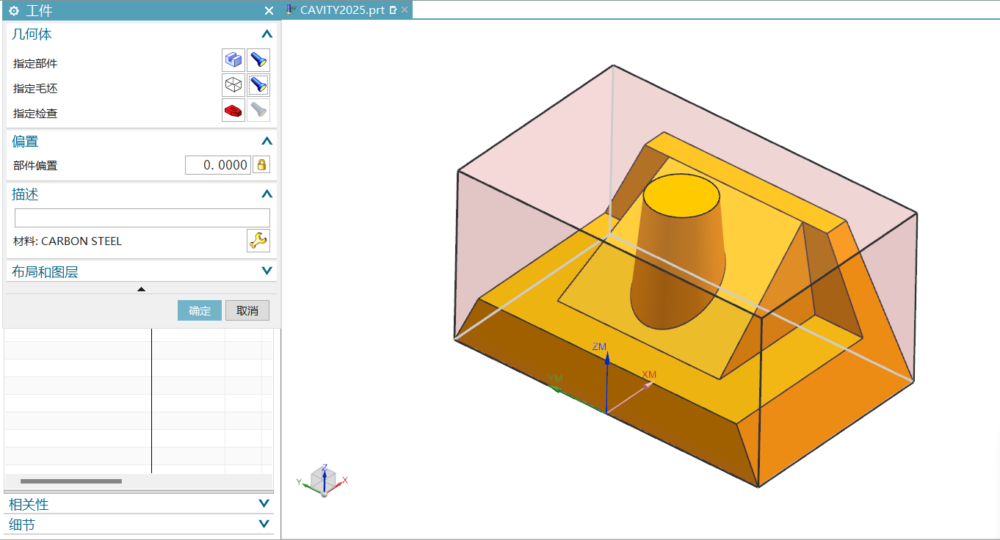 工件
CAVITY2025.prt
几何体
指定部件
指定毛坯
指定检查
偏置
部件偏置
0.0000
描述
材料: CARBON STEEL
布局和图层
确定
取消
相关性
细节
ZM
XM
YM
Z
Y
X